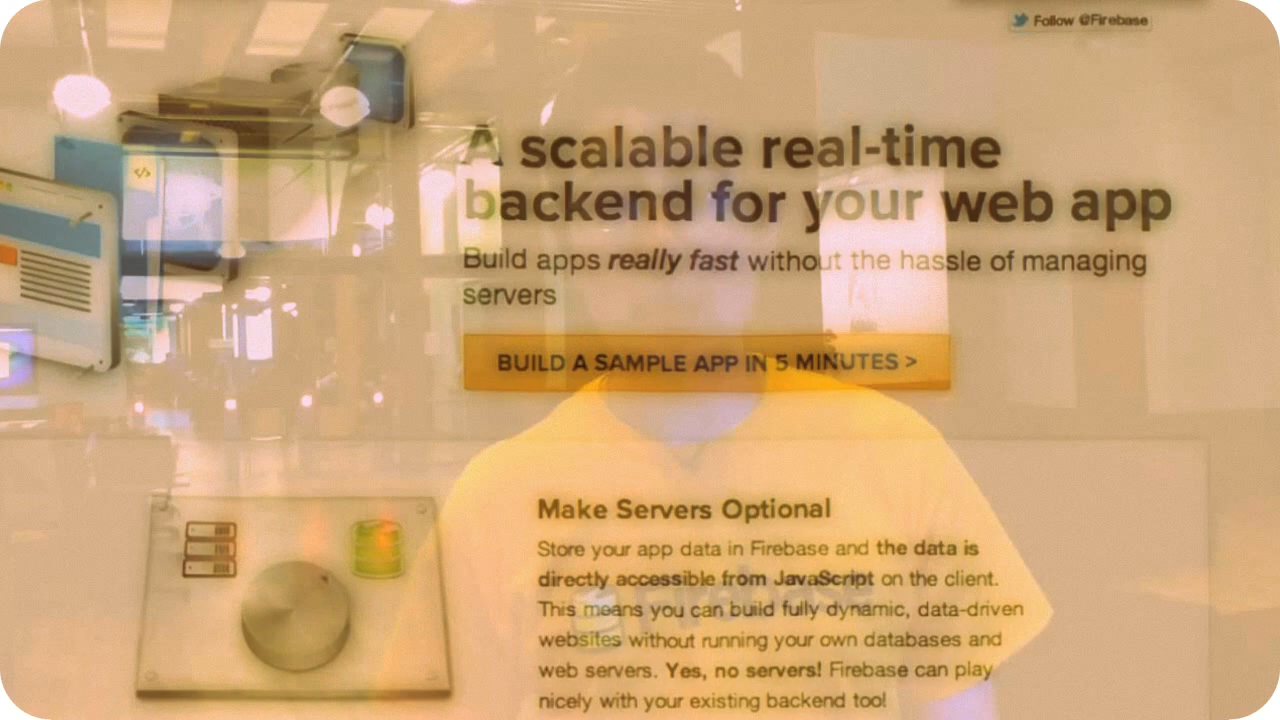 Follow @Firebase
A scalable real-time
backend for your web app
Build apps really fast without the hassle of managing
servers
BUILD A SAMPLE APP IN 5 MINUTES >
</>
Make Servers Optional
Store your app data in Firebase and the data is
directly accessible from JavaScript on the client.
This means you can build fully dynamic, data-driven
websites without running your own databases and
web servers. Yes, no servers! Firebase can play
nicely with your existing backend too!
Firebase